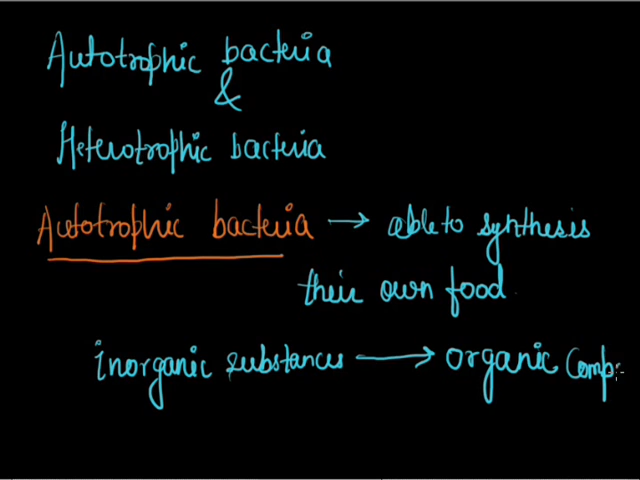 Autotrophic bacteria
&
Heterotrophic bacteria
Autotrophic bacteria → able to synthesis
their own food
inorganic substances → organic Comp